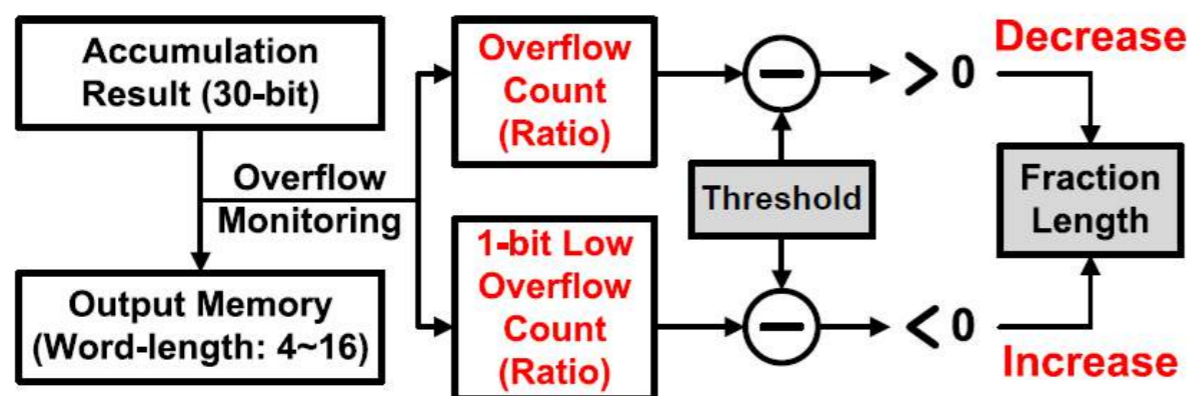 Accumulation
Result (30-bit)
Overflow
Monitoring
Output Memory
(Word-length: 4~16)
Overflow
Count
(Ratio)
1-bit Low
Overflow
Count
(Ratio)
−
Threshold
−
> 0
< 0
Decrease
Fraction
Length
Increase